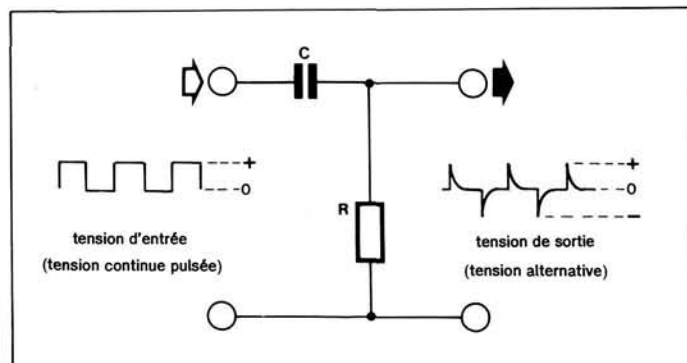 C
+
-0
R
+
0
-
tension d'entrée
(tension continue pulsée)
tension de sortie
(tension alternative)